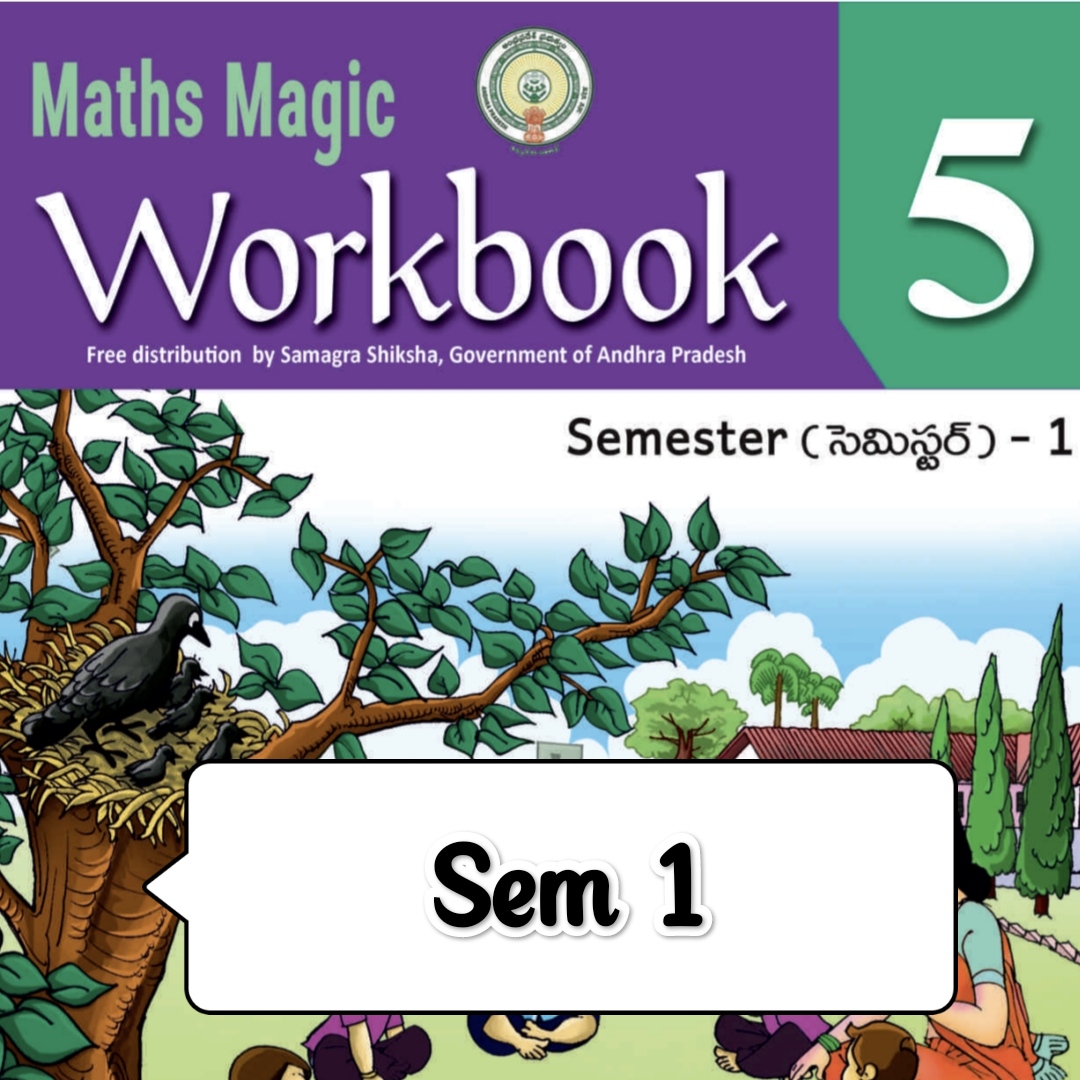 Maths Magic
Workbook
5
Free distribution by Samagra Shiksha, Government of Andhra Pradesh
Semester (సెమిస్టర్) - 1
Sem 1